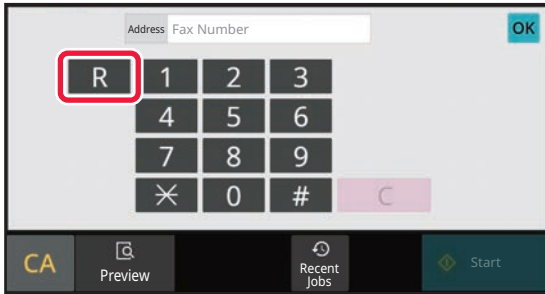 Address Fax Number OK
R 1 2 3
4 5 6
7 8 9
* 0 # C
CA Preview Recent Jobs Start